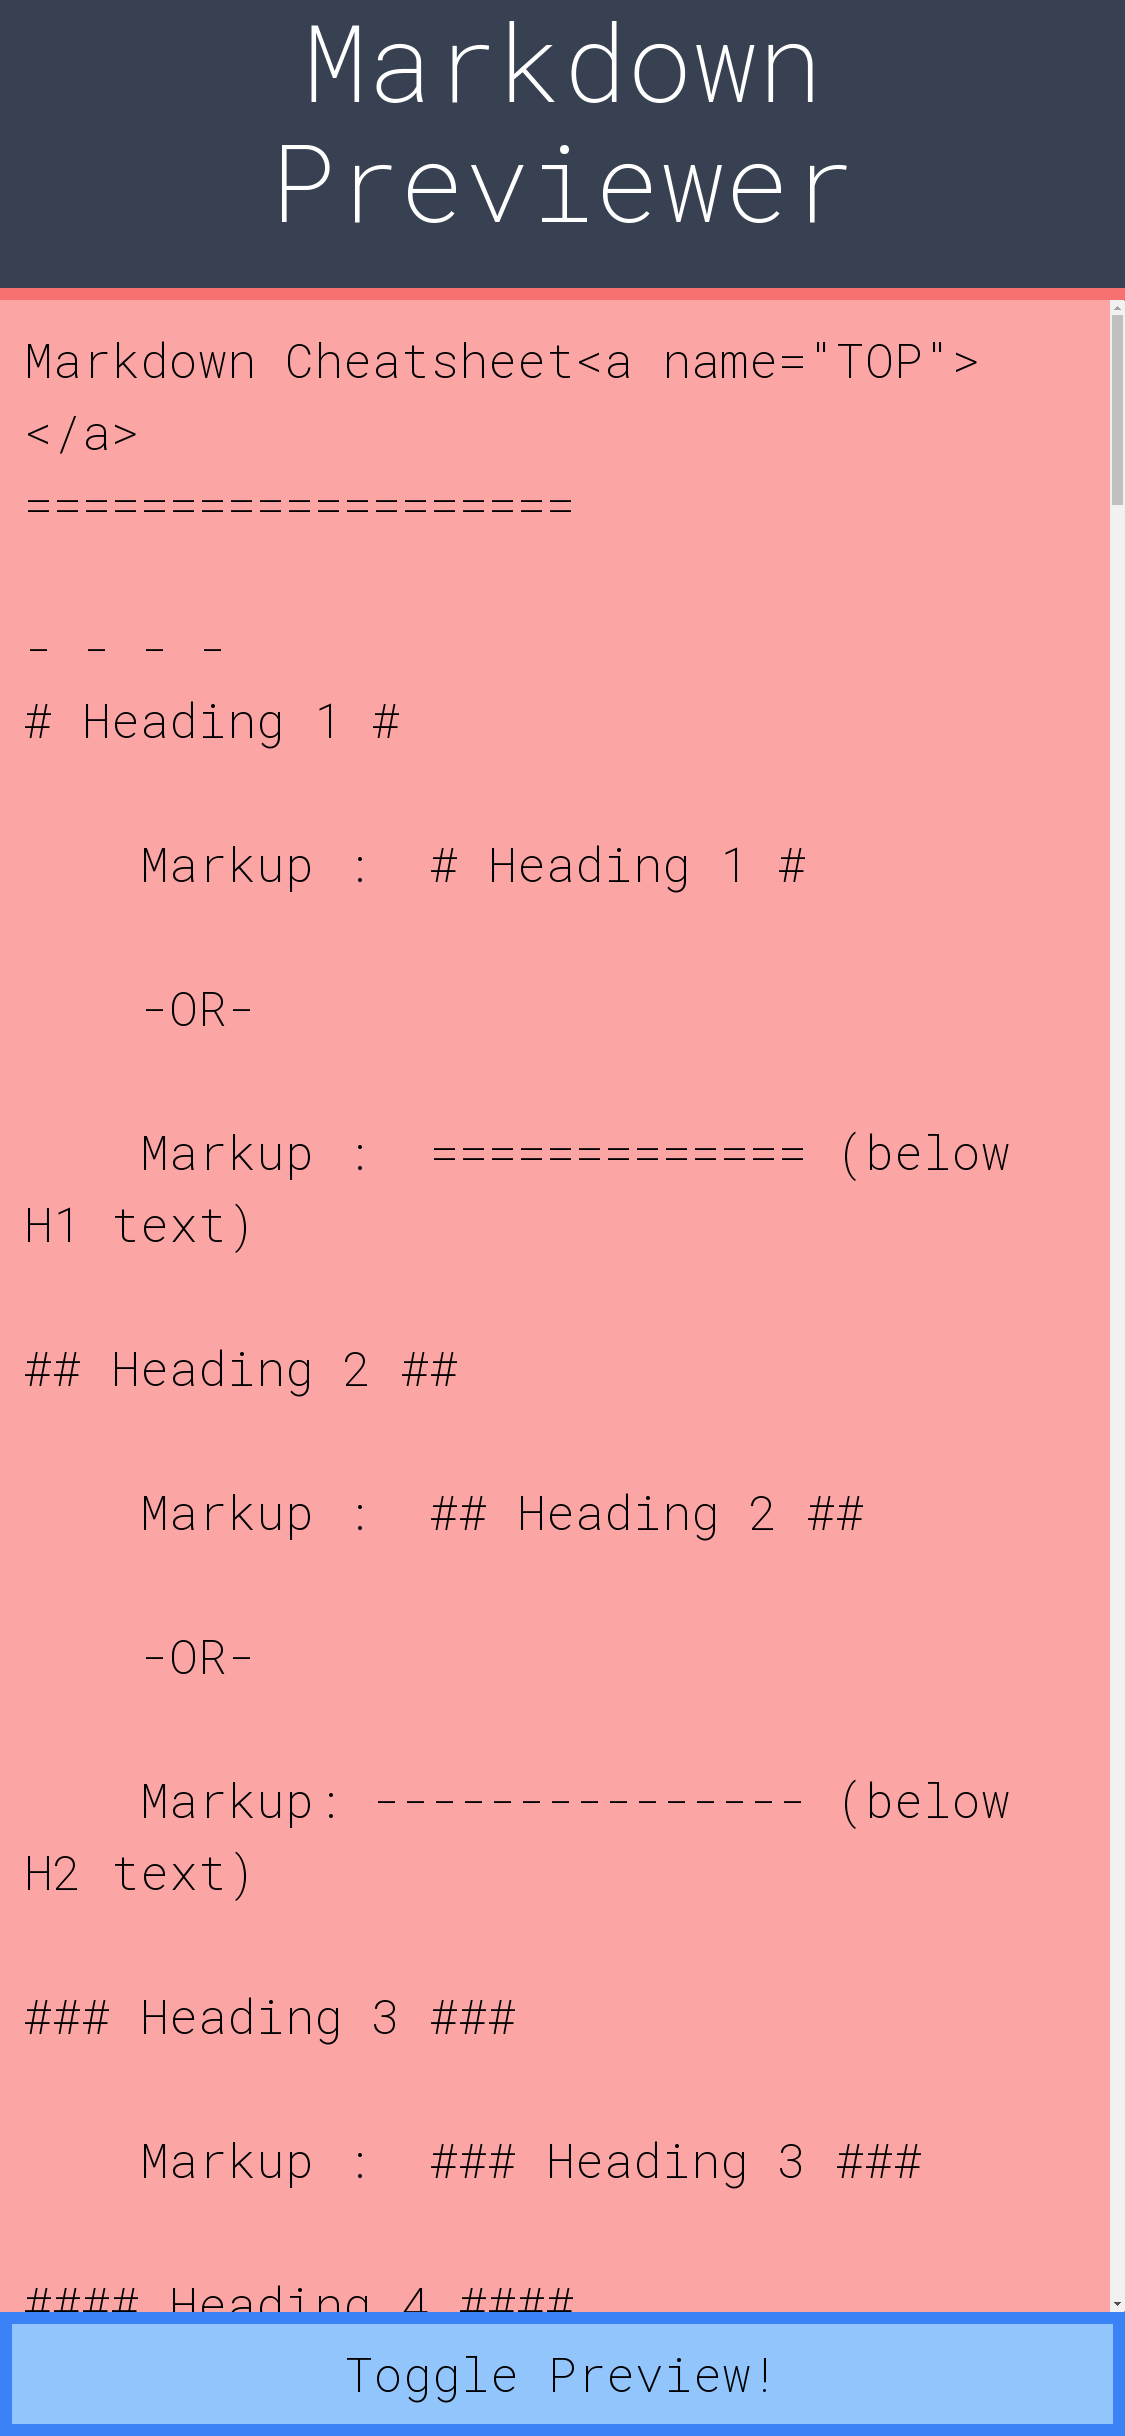 Markdown
Previewer
Markdown Cheatsheet<a name="TOP">
</a>
===================
- - - -
# Heading 1 #
Markup :  # Heading 1 #
-OR-
Markup :  ============= (below
H1 text)
## Heading 2 ##
Markup :  ## Heading 2 ##
-OR-
Markup: --------------- (below
H2 text)
### Heading 3 ###
Markup :  ### Heading 3 ###
#### Heading 4 ####
Toggle Preview!